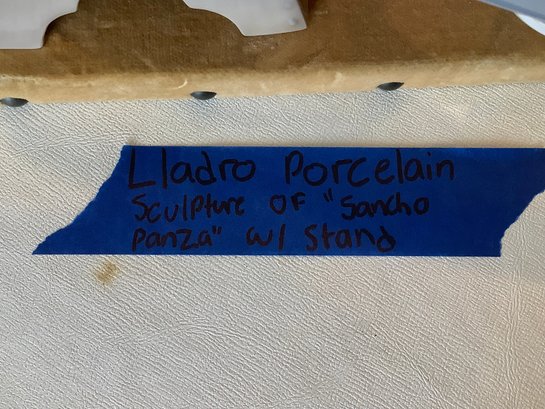 Lladro Porcelain
Sculpture OF "Sancho
Panza" w/ Stand